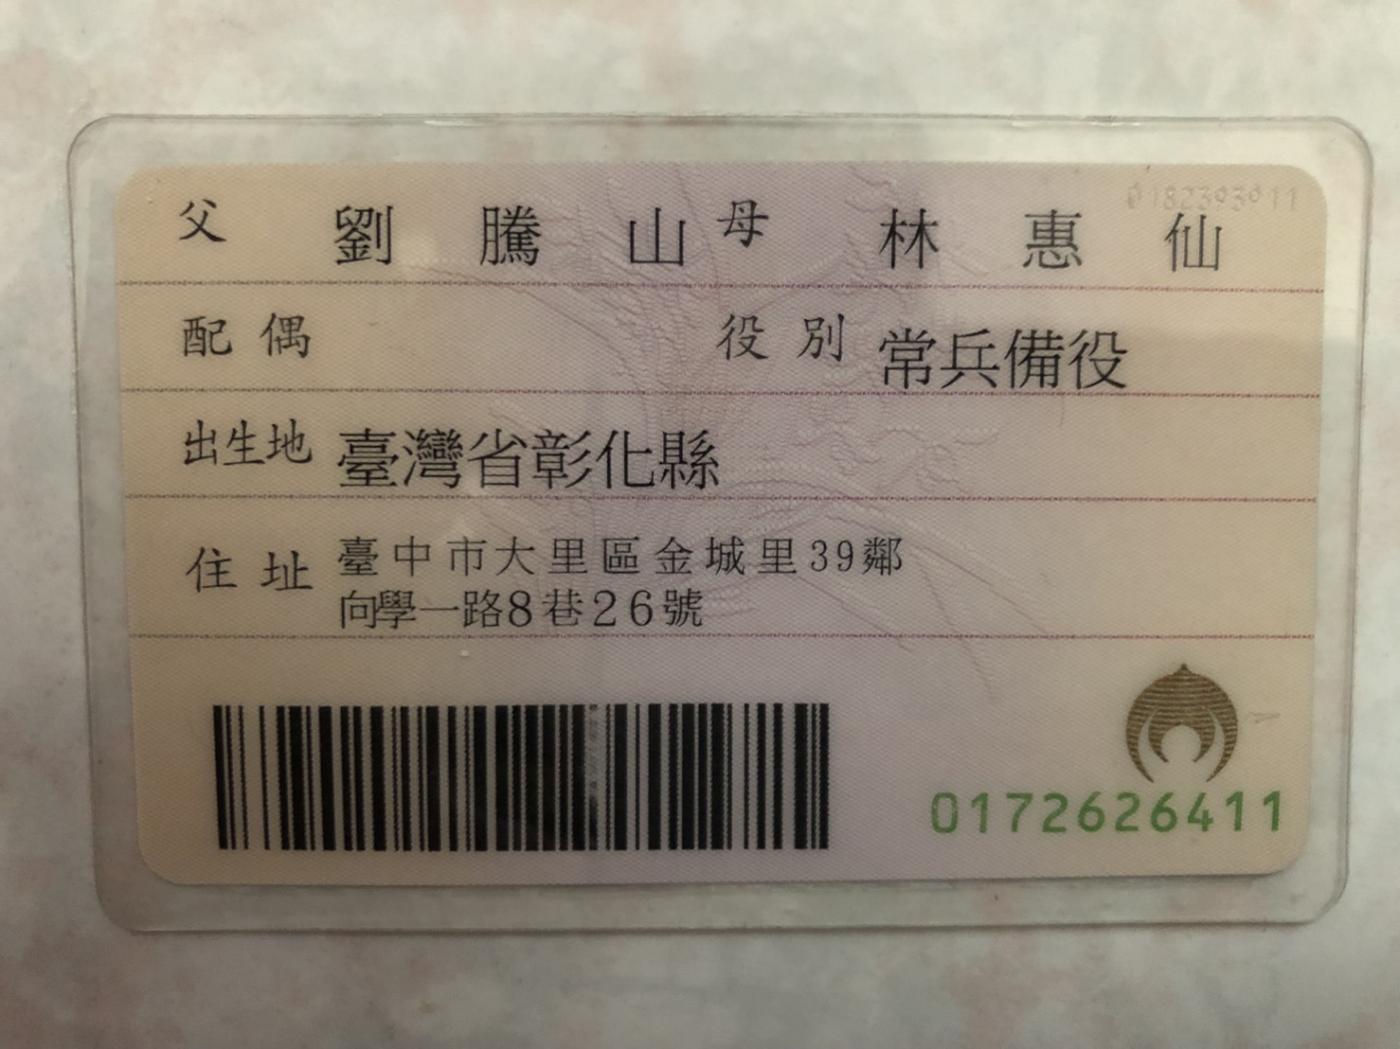 父 劉騰山 母 林惠仙
配偶 役別 常兵備役
出生地 臺灣省彰化縣
住址 臺中市大里區金城里39鄰
向學一路8巷26號
0172626411